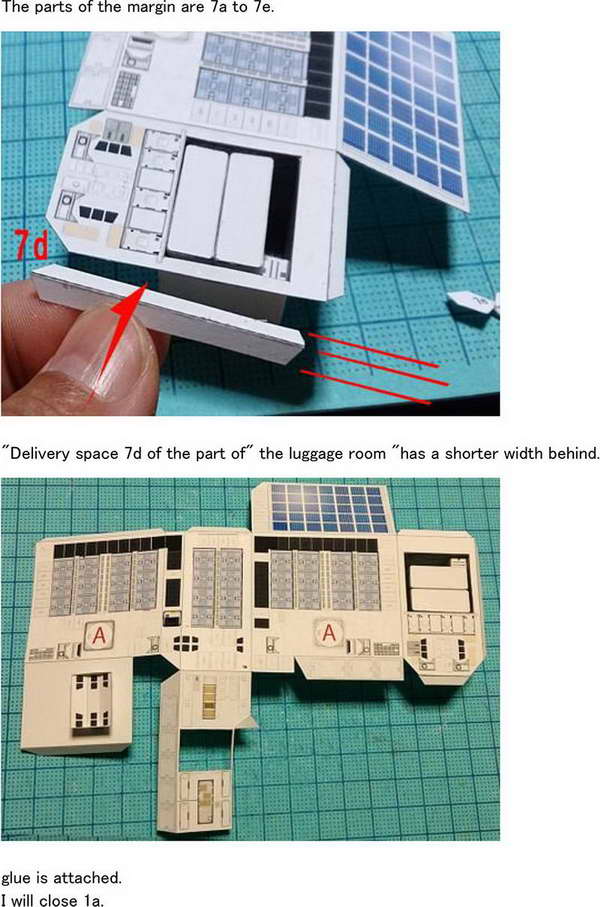 The parts of the margin are 7a to 7e.
7d
"Delivery space 7d of the part of" the luggage room "has a shorter width behind.
A
A
glue is attached.
I will close 1a.